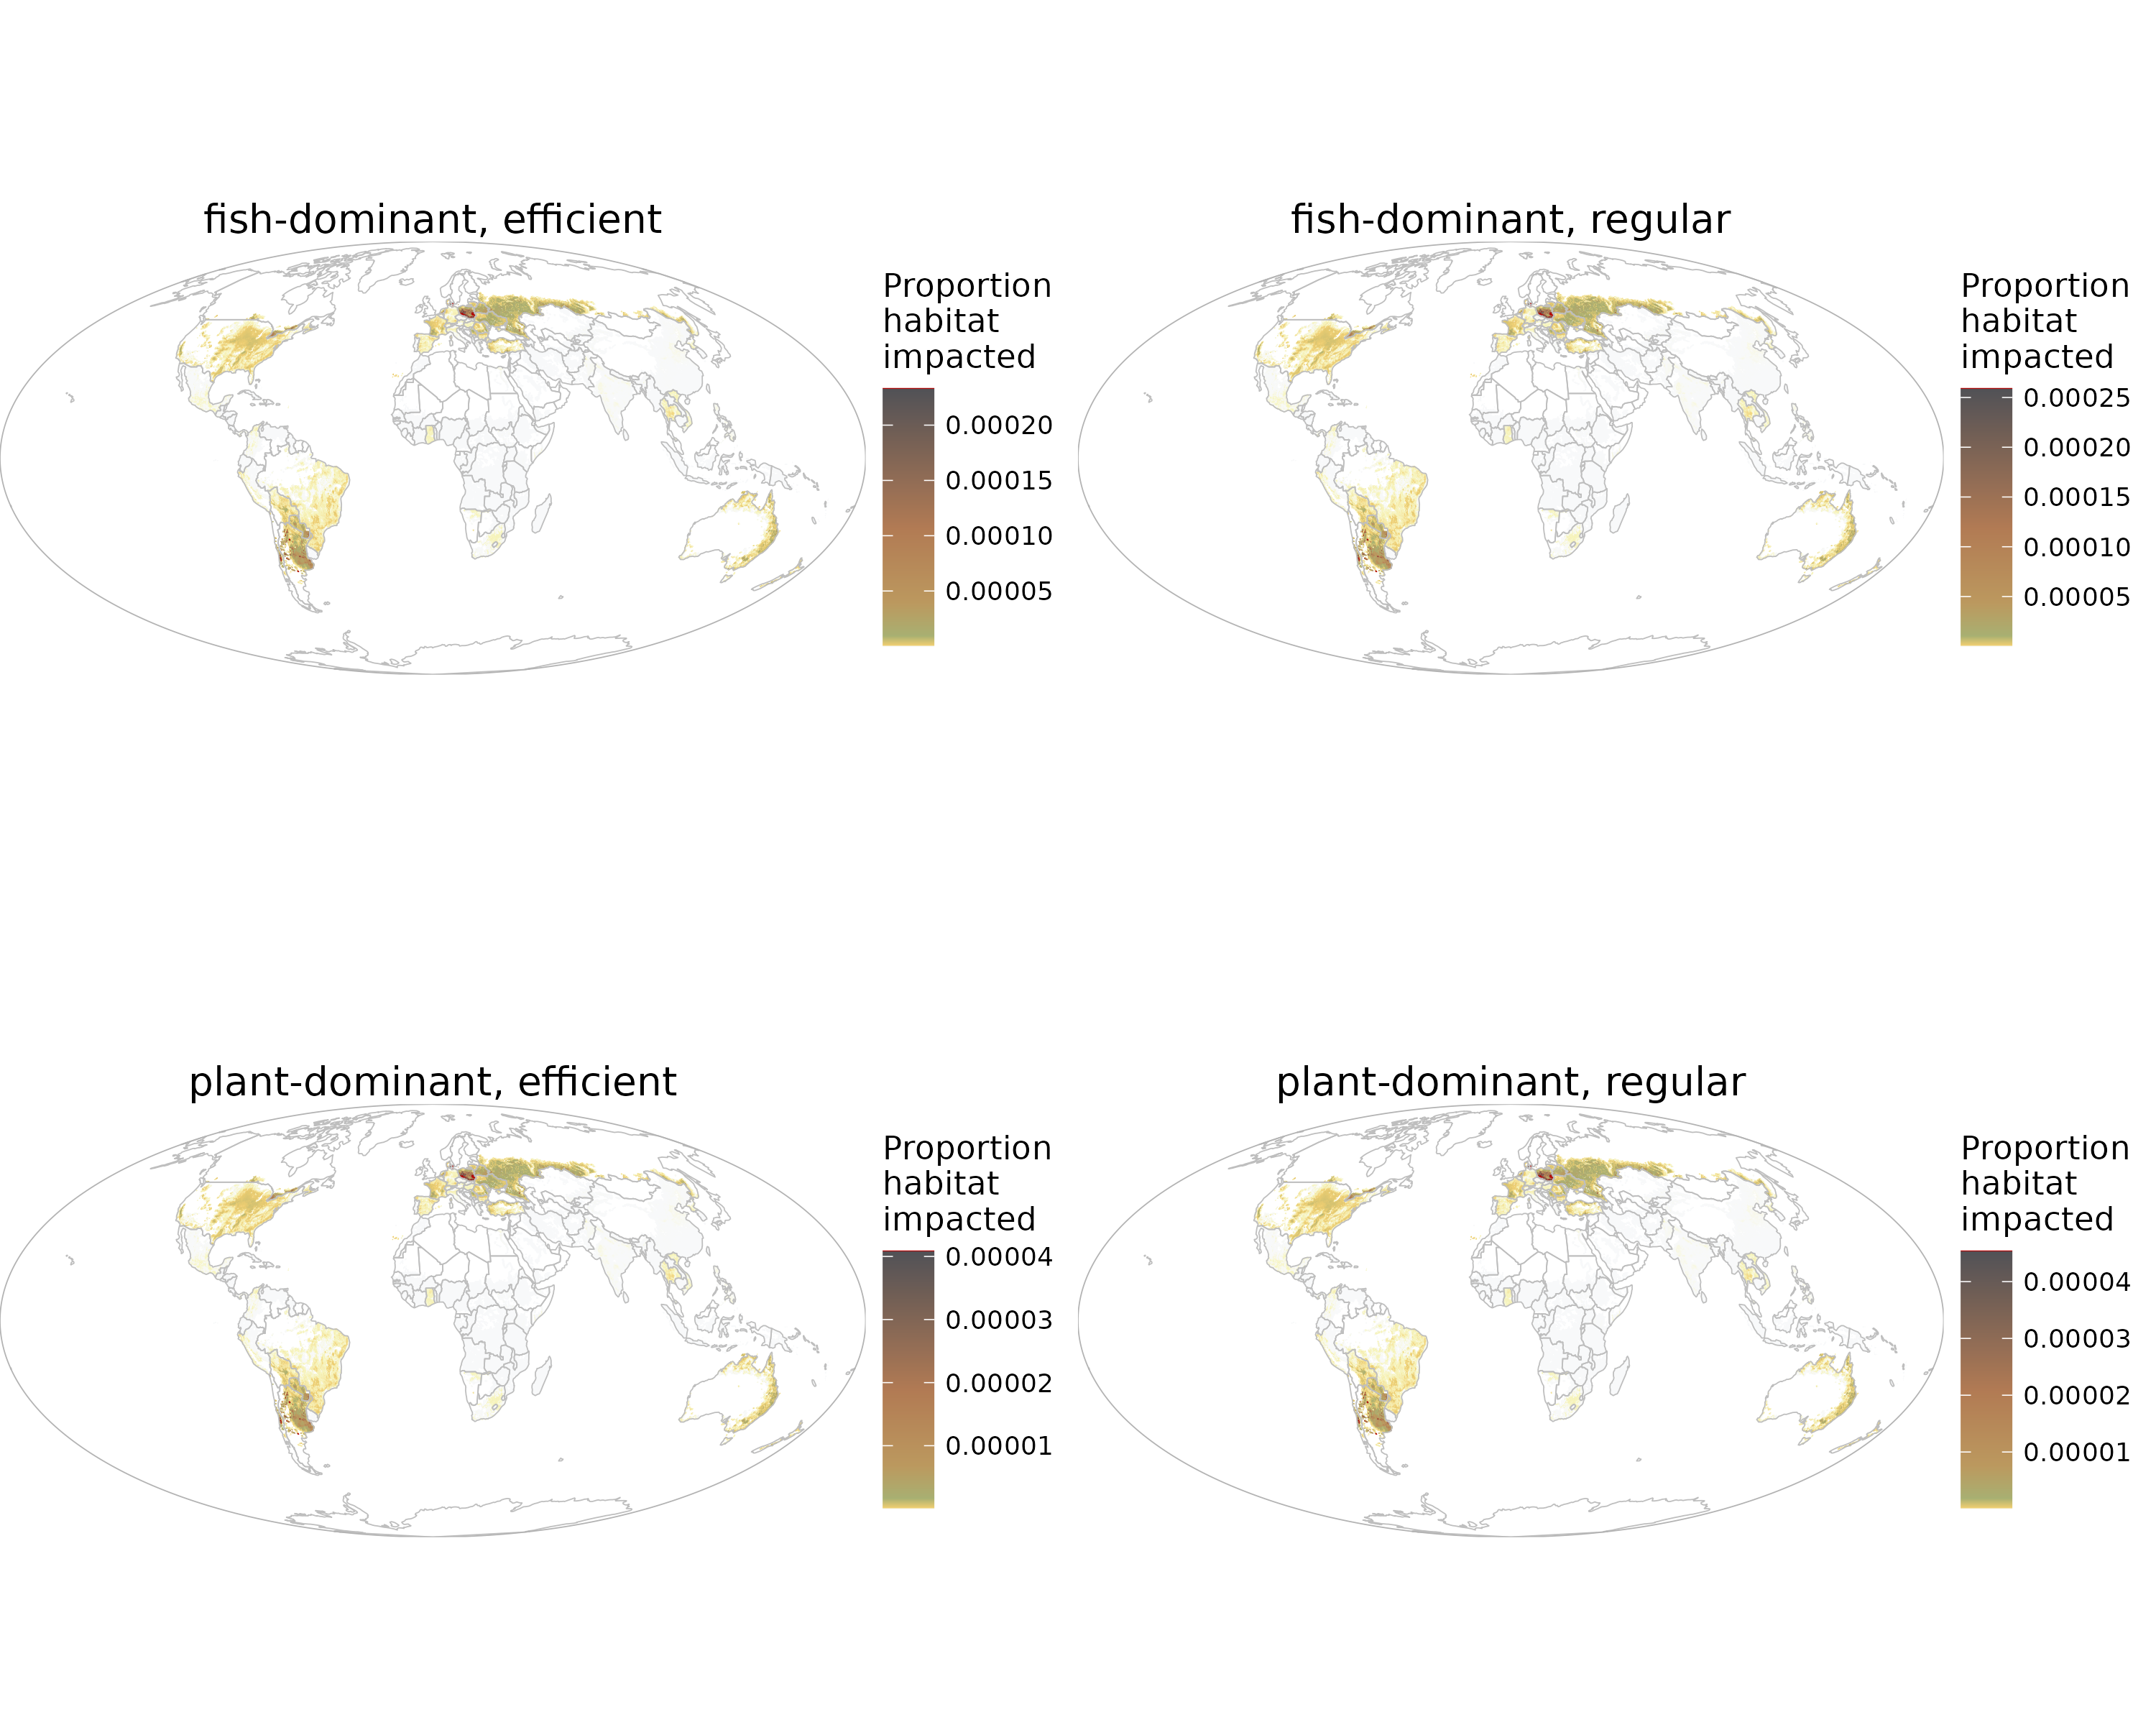 fish-dominant, efficient
Proportion
habitat
impacted
0.00020
0.00015
0.00010
0.00005
fish-dominant, regular
Proportion
habitat
impacted
0.00025
0.00020
0.00015
0.00010
0.00005
plant-dominant, efficient
Proportion
habitat
impacted
0.00004
0.00003
0.00002
0.00001
plant-dominant, regular
Proportion
habitat
impacted
0.00004
0.00003
0.00002
0.00001